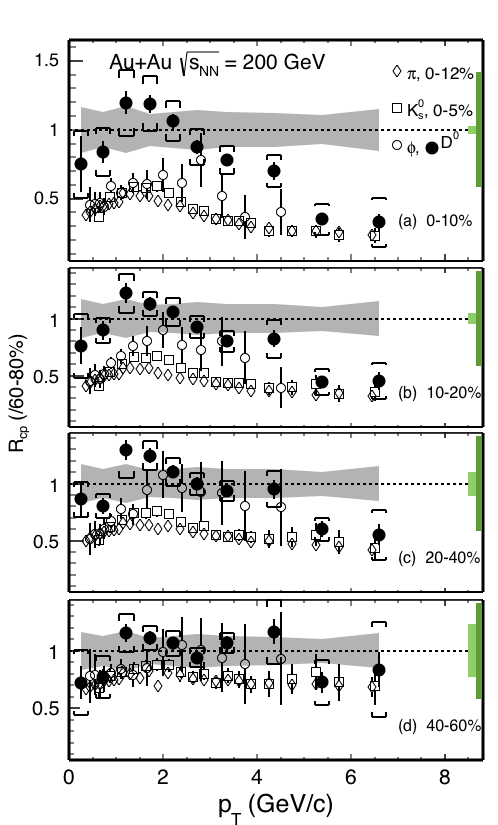 Au+Au √sNN = 200 GeV
◇ π, 0-12%
□ K⁰s, 0-5%
○ ϕ, ● D⁰
1.5
1
0.5
(a) 0-10%
1
0.5
(b) 10-20%
Rcp (/60-80%)
1
0.5
(c) 20-40%
1
0.5
(d) 40-60%
0 2 4 6 8
pT (GeV/c)